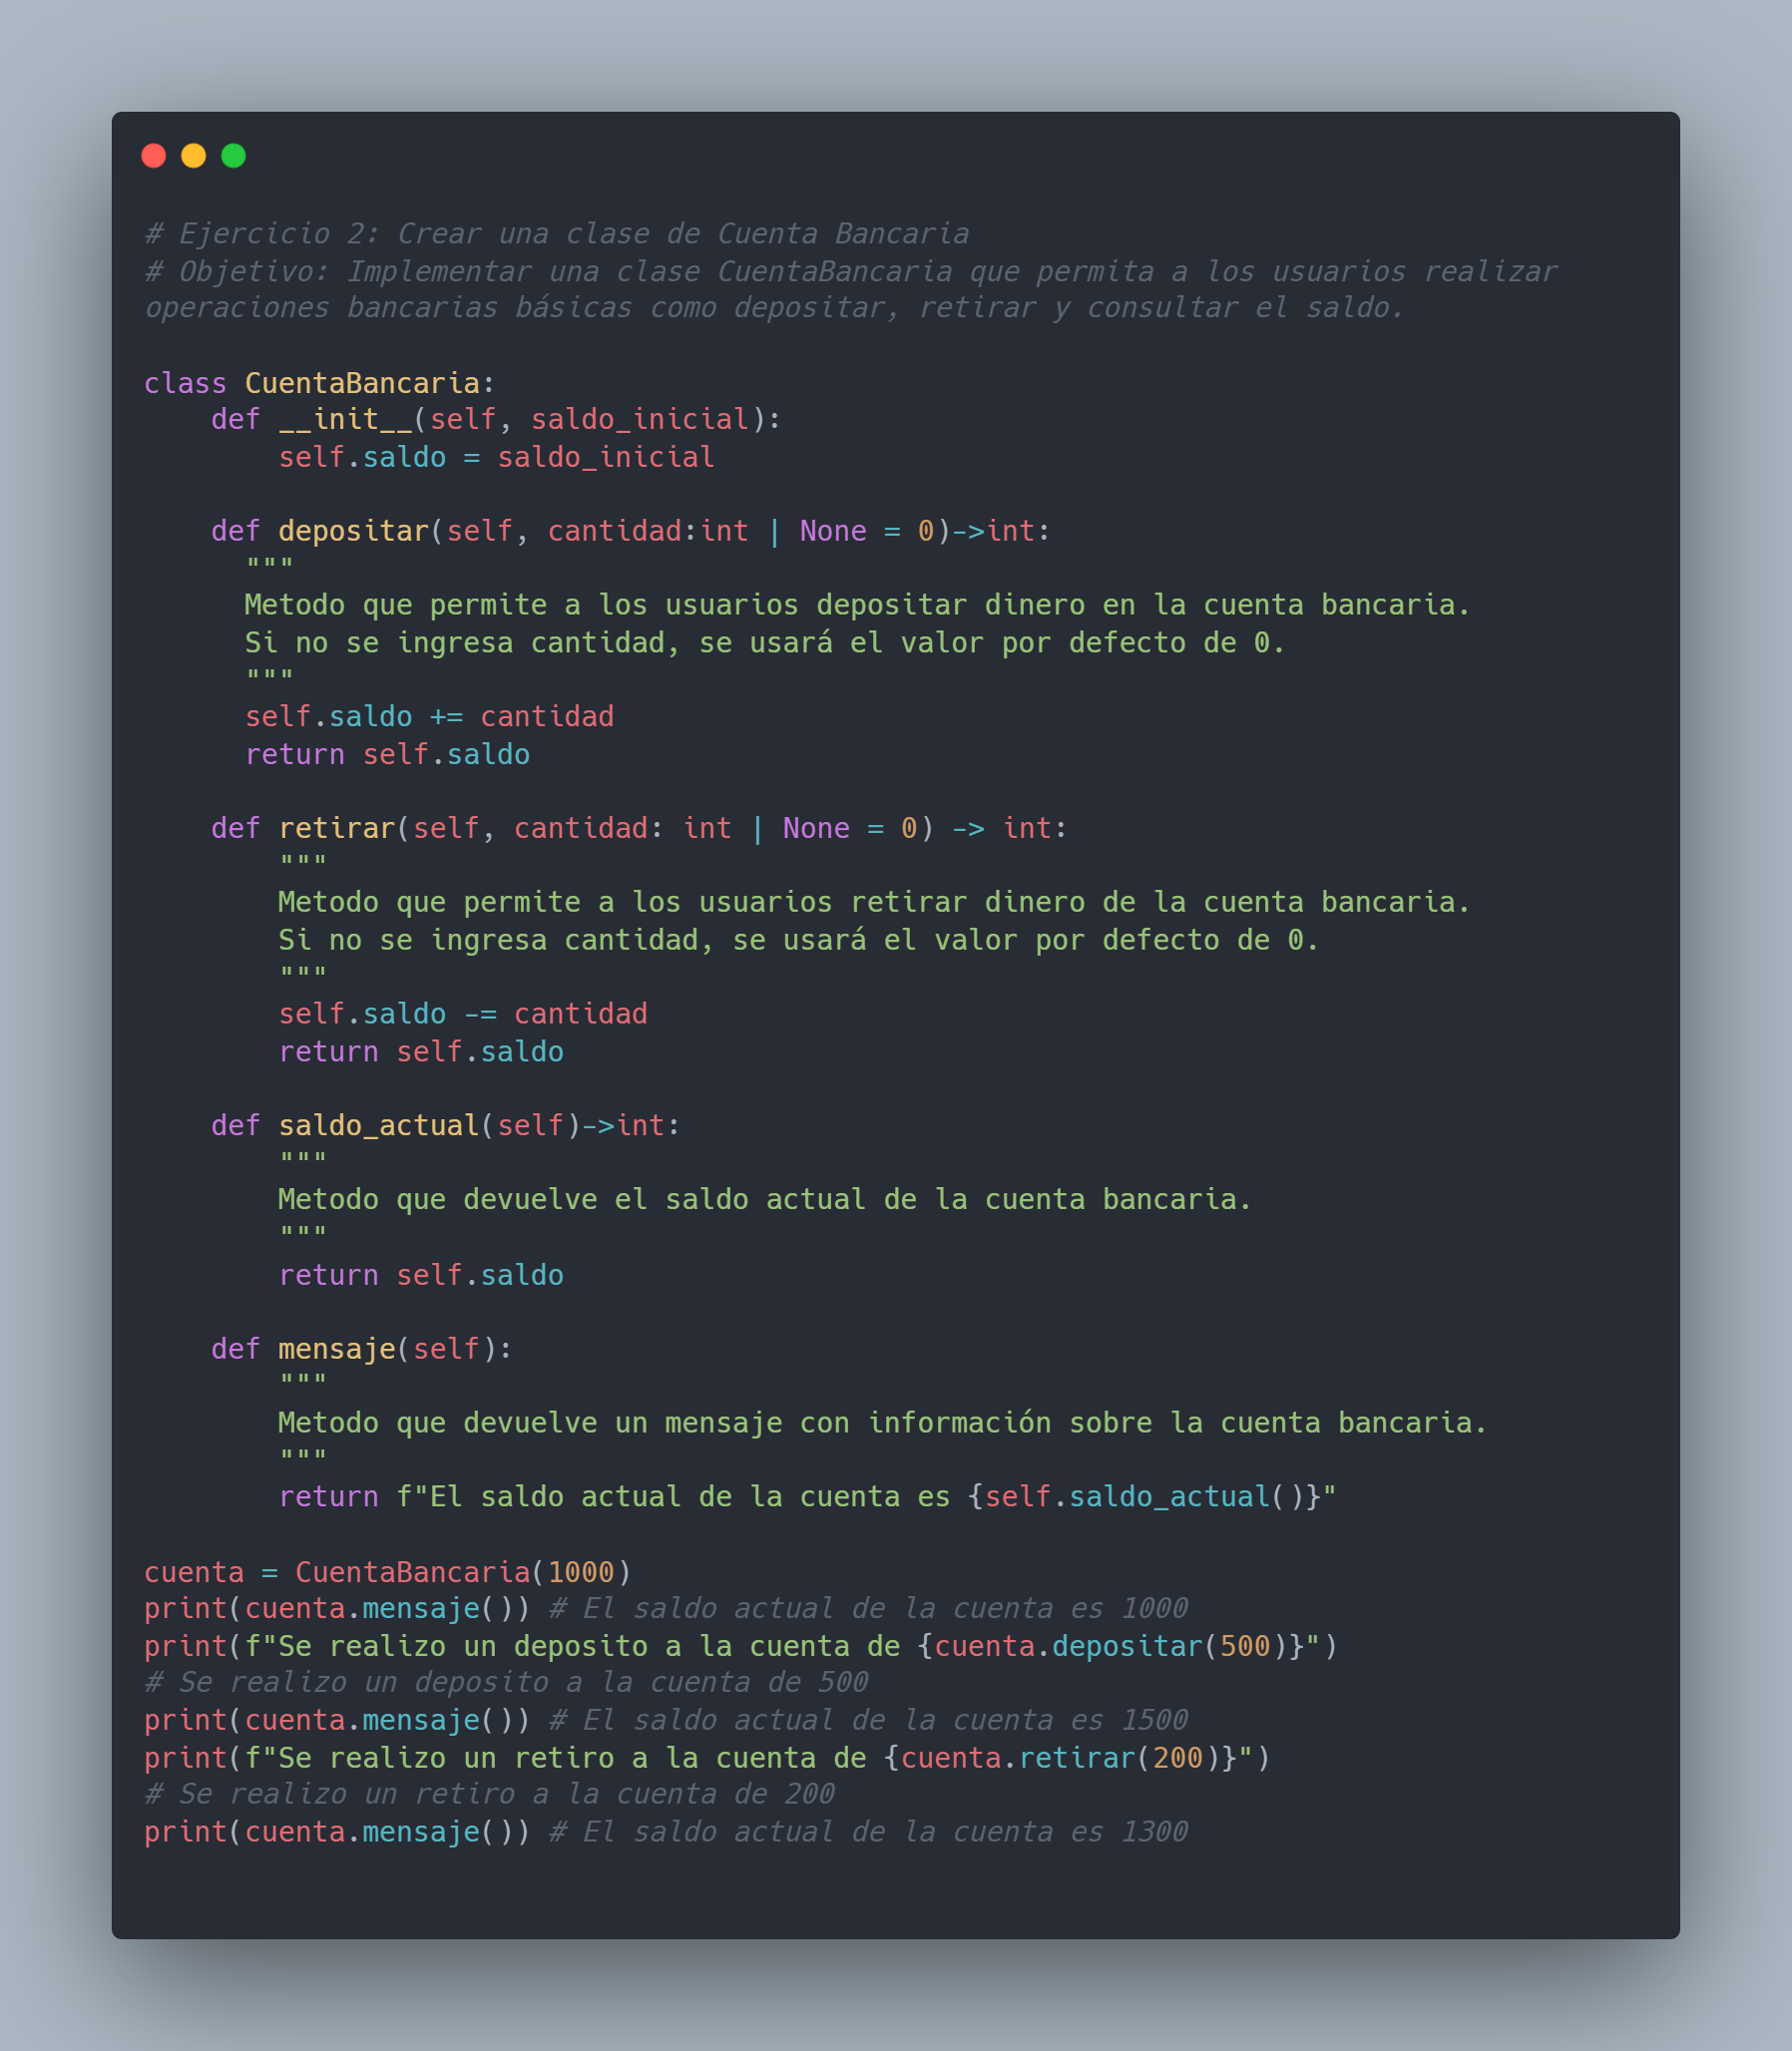 # Ejercicio 2: Crear una clase de Cuenta Bancaria
# Objetivo: Implementar una clase CuentaBancaria que permita a los usuarios realizar
operaciones bancarias básicas como depositar, retirar y consultar el saldo.

class CuentaBancaria:
    def __init__(self, saldo_inicial):
        self.saldo = saldo_inicial

    def depositar(self, cantidad:int | None = 0)->int:
      """
      Metodo que permite a los usuarios depositar dinero en la cuenta bancaria.
      Si no se ingresa cantidad, se usará el valor por defecto de 0.
      """
      self.saldo += cantidad
      return self.saldo

    def retirar(self, cantidad: int | None = 0) -> int:
        """
        Metodo que permite a los usuarios retirar dinero de la cuenta bancaria.
        Si no se ingresa cantidad, se usará el valor por defecto de 0.
        """
        self.saldo -= cantidad
        return self.saldo

    def saldo_actual(self)->int:
        """
        Metodo que devuelve el saldo actual de la cuenta bancaria.
        """
        return self.saldo

    def mensaje(self):
        """
        Metodo que devuelve un mensaje con información sobre la cuenta bancaria.
        """
        return f"El saldo actual de la cuenta es {self.saldo_actual()}"

cuenta = CuentaBancaria(1000)
print(cuenta.mensaje()) # El saldo actual de la cuenta es 1000
print(f"Se realizo un deposito a la cuenta de {cuenta.depositar(500)}")
# Se realizo un deposito a la cuenta de 500
print(cuenta.mensaje()) # El saldo actual de la cuenta es 1500
print(f"Se realizo un retiro a la cuenta de {cuenta.retirar(200)}")
# Se realizo un retiro a la cuenta de 200
print(cuenta.mensaje()) # El saldo actual de la cuenta es 1300